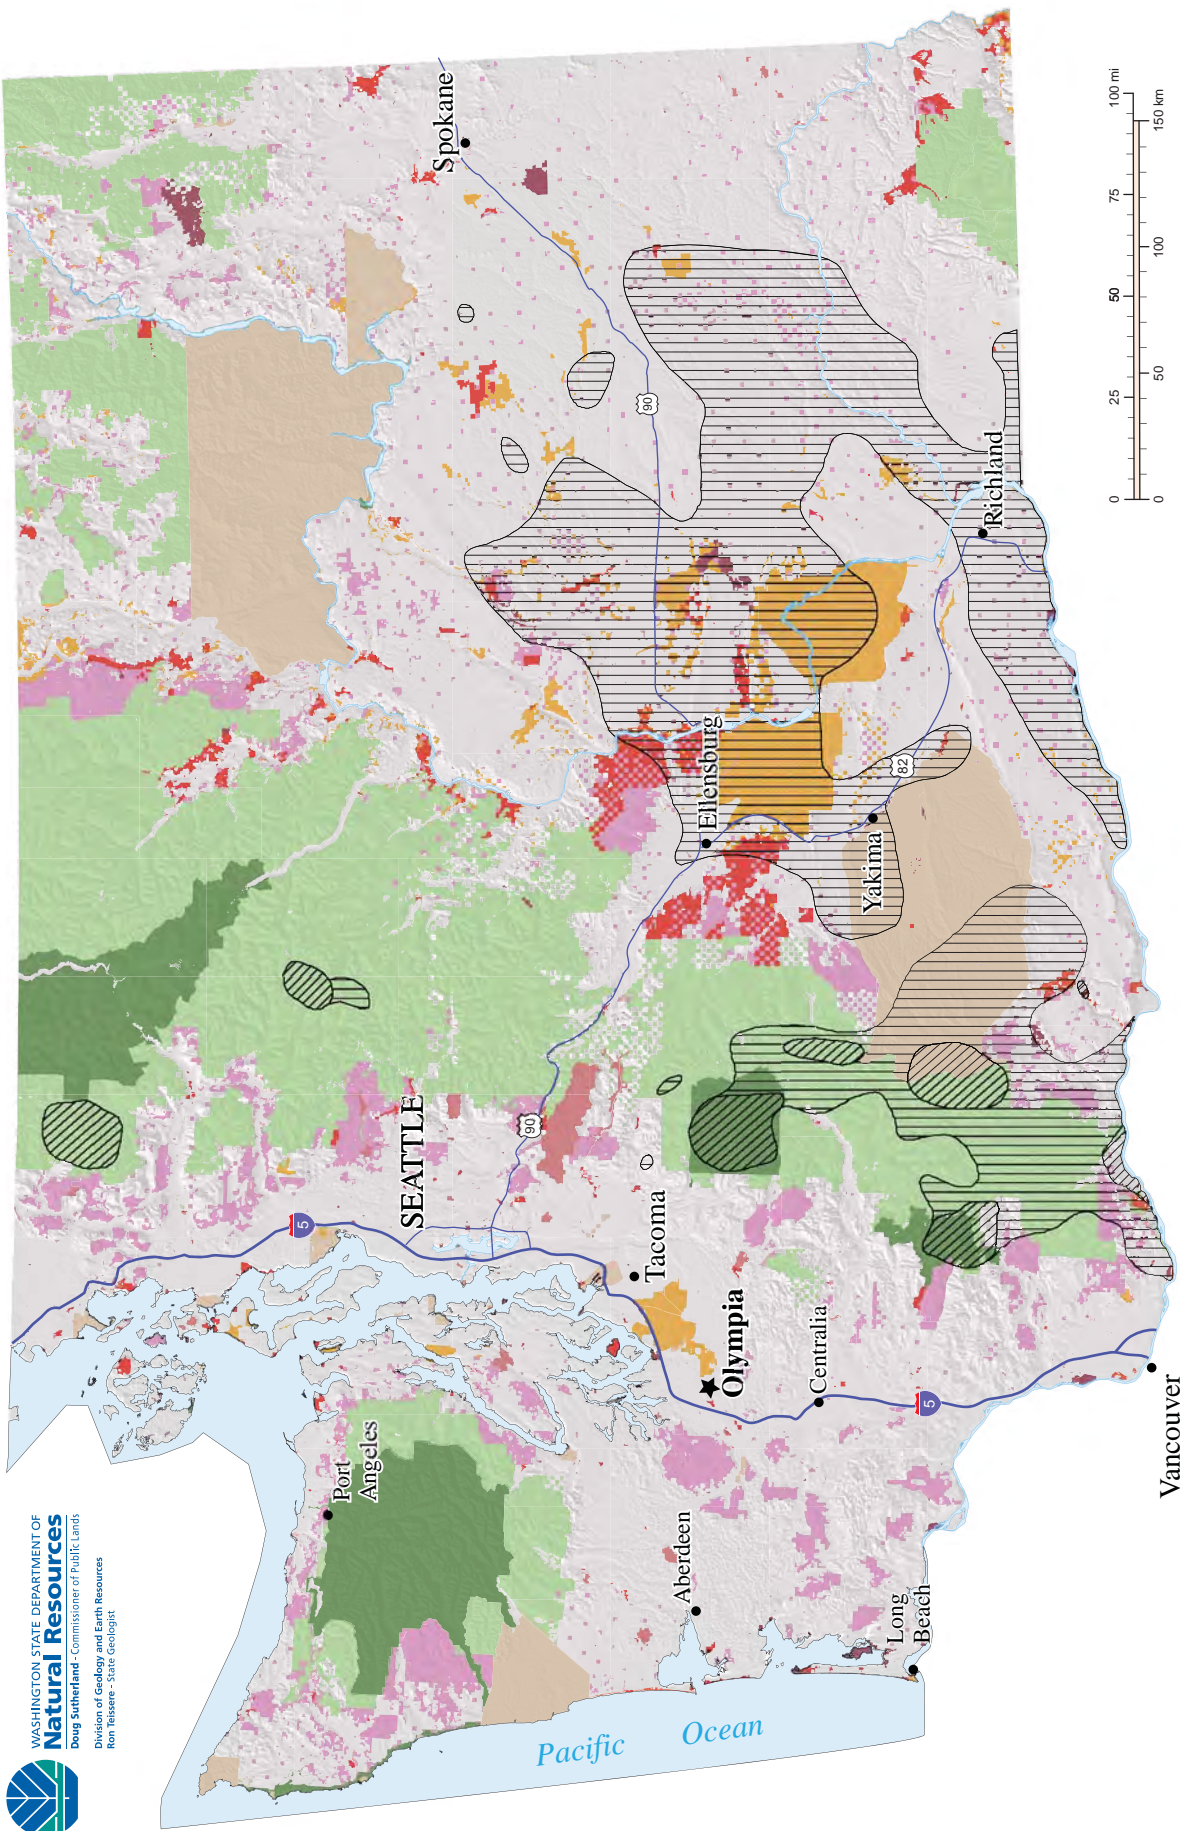 WASHINGTON STATE DEPARTMENT OF
Natural Resources
Doug Sutherland - Commissioner of Public Lands
Division of Geology and Earth Resources
Ron Teissere - State Geologist
Port
Angeles
SEATTLE
Spokane
90
90
5
Tacoma
Olympia
Aberdeen
Centralia
Ellensburg
Yakima
82
Richland
5
Long
Beach
Vancouver
Pacific Ocean
0 25 50 75 100 mi
0 50 100 150 km